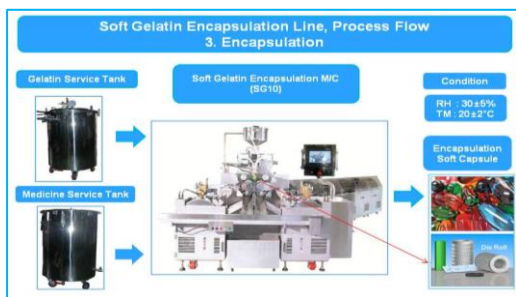 Soft Gelatin Encapsulation Line, Process Flow
3. Encapsulation
Gelatin Service Tank
Soft Gelatin Encapsulation M/C
(SG10)
Condition
RH : 30±5%
TM : 20±2°C
Encapsulation
Soft Capsule
Medicine Service Tank
Die Roll